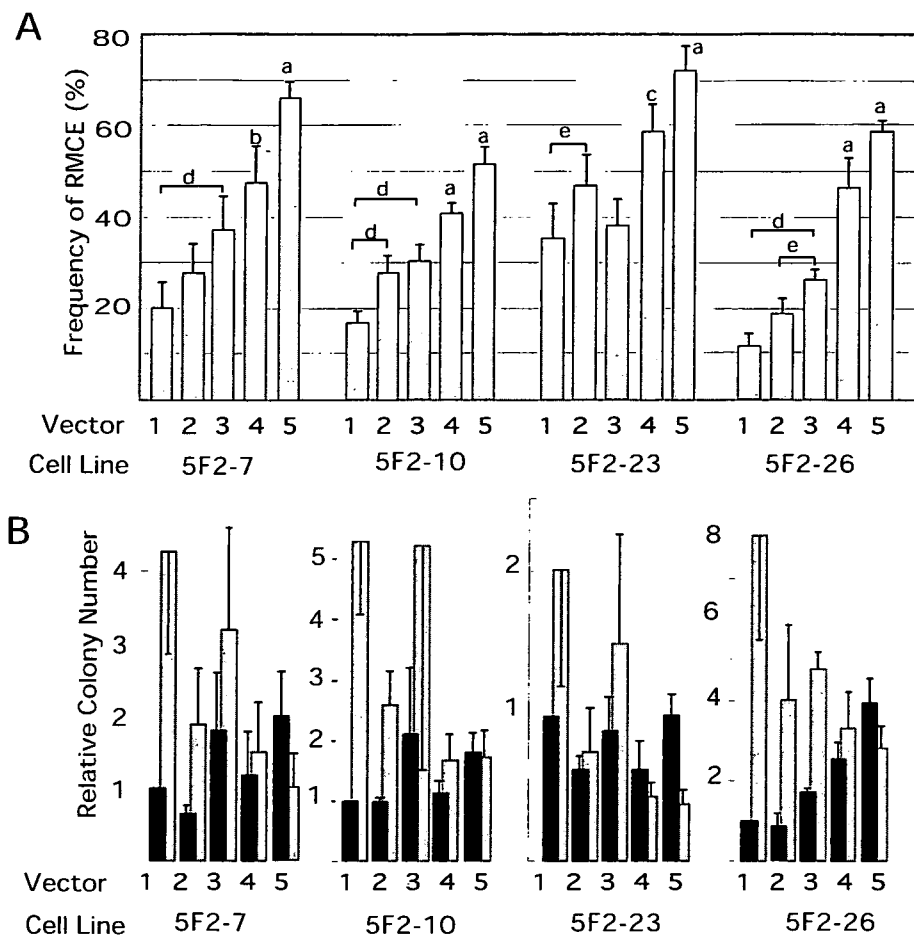 A
Frequency of RMCE (%)
80
60
40
20
d
b
a
d
d
a
a
e
c
a
d
e
a
a
Vector 1 2 3 4 5 1 2 3 4 5 1 2 3 4 5 1 2 3 4 5
Cell Line 5F2-7 5F2-10 5F2-23 5F2-26
B
Relative Colony Number
4
3
2
1
5
4
3
2
1
2
1
8
6
4
2
Vector 1 2 3 4 5 1 2 3 4 5 1 2 3 4 5 1 2 3 4 5
Cell Line 5F2-7 5F2-10 5F2-23 5F2-26